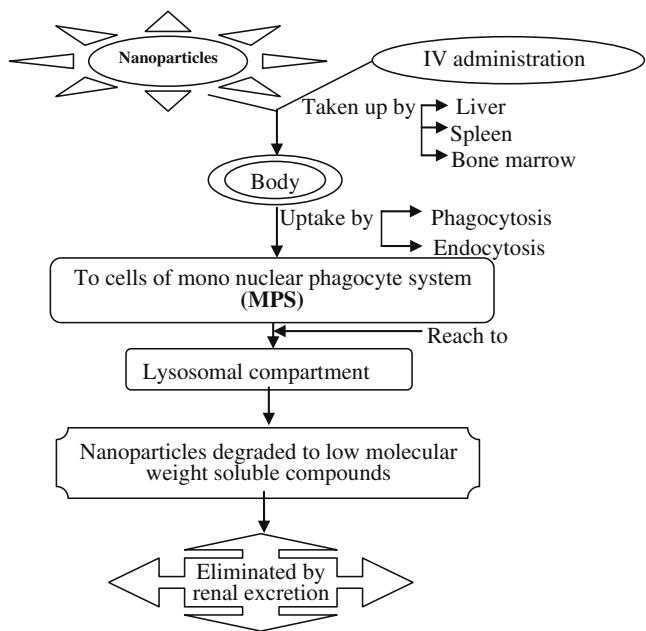 Nanoparticles
IV administration
Taken up by
Liver
Spleen
Bone marrow
Body
Uptake by
Phagocytosis
Endocytosis
To cells of mono nuclear phagocyte system
(MPS)
Reach to
Lysosomal compartment
Nanoparticles degraded to low molecular
weight soluble compounds
Eliminated by
renal excretion